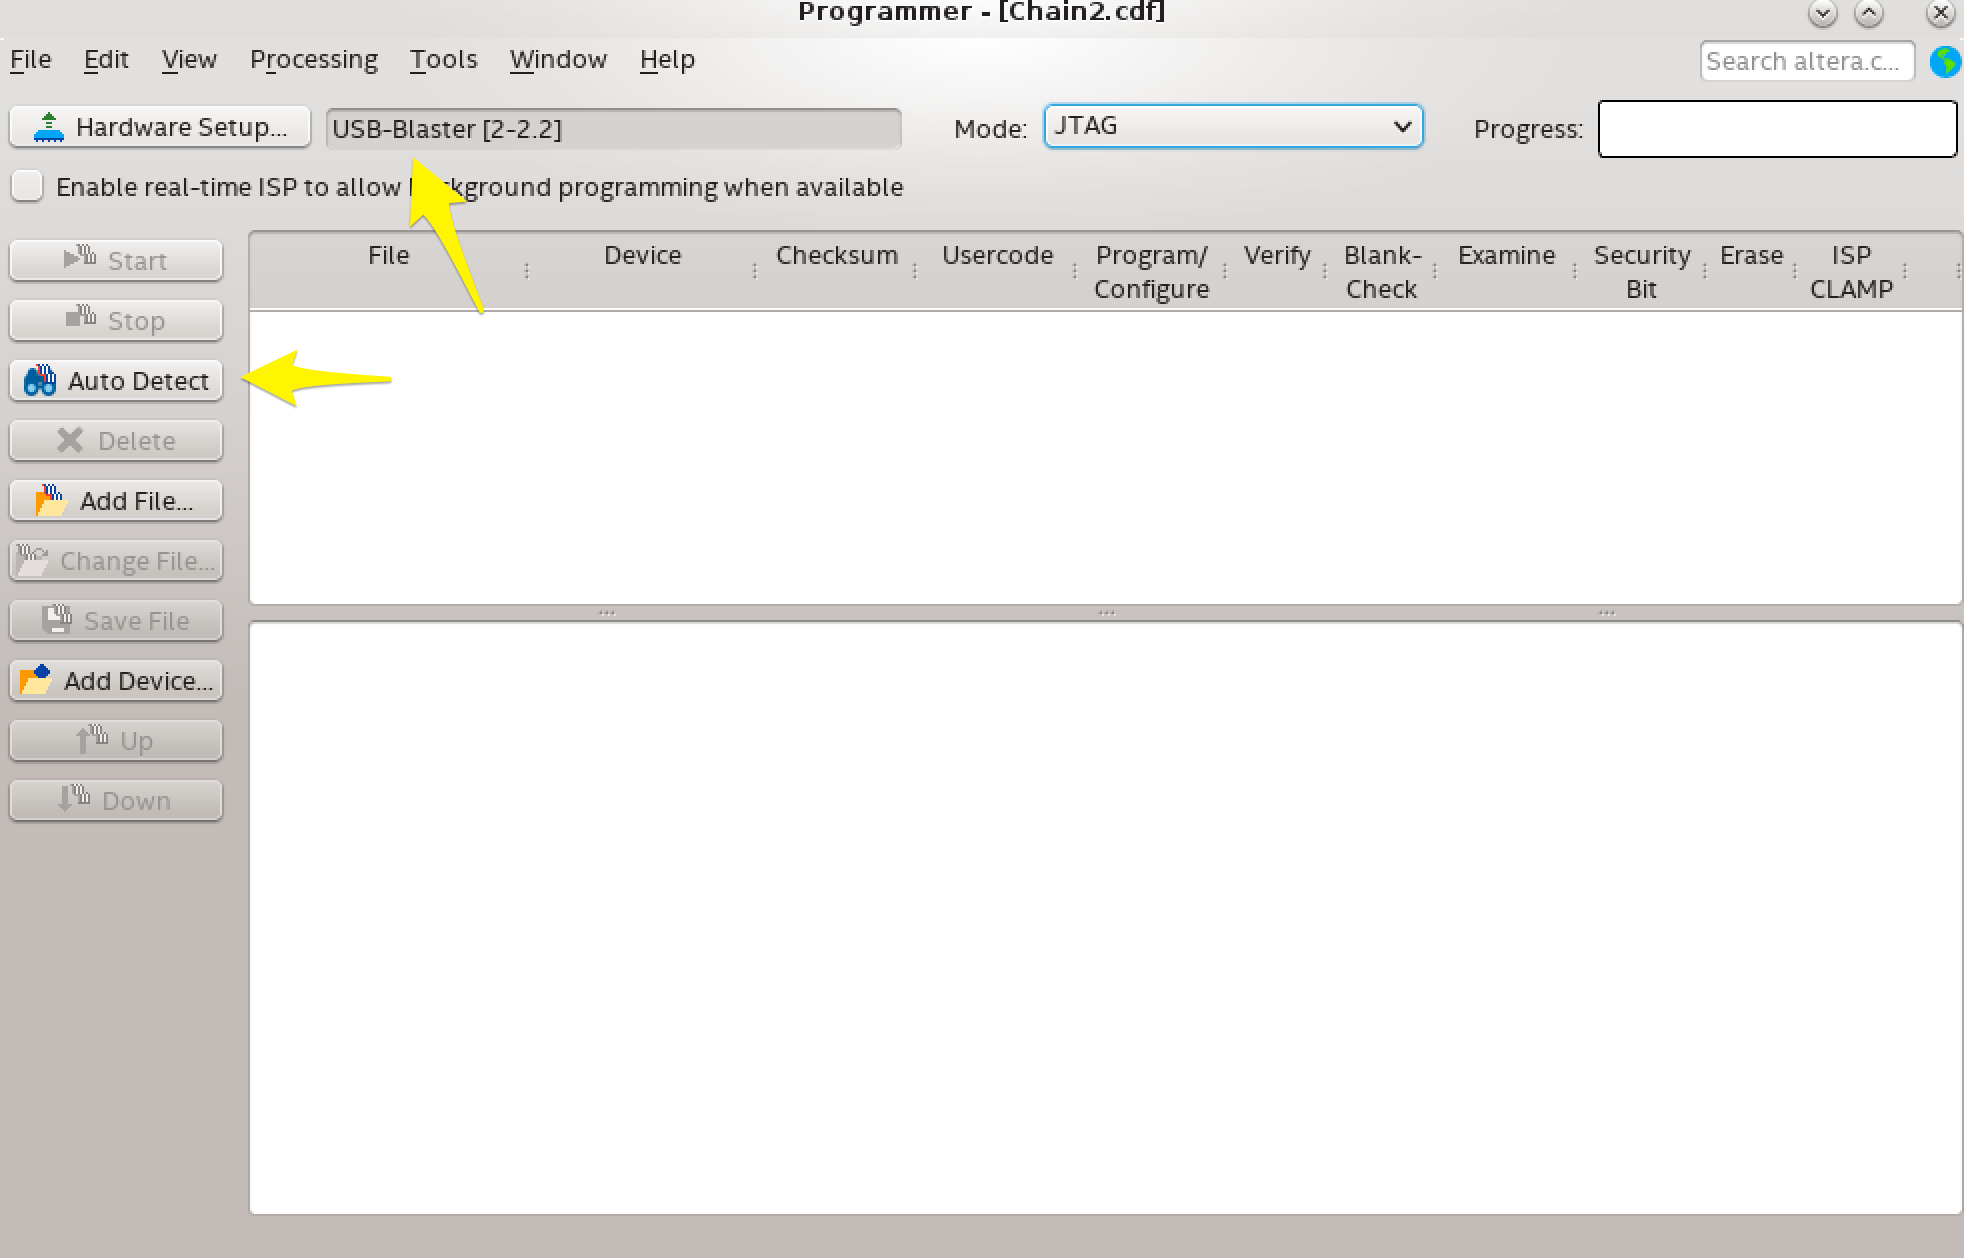 Programmer - [Chain2.cdf]
File Edit View Processing Tools Window Help Search altera.c...
Hardware Setup... USB-Blaster [2-2.2] Mode: JTAG Progress:
Enable real-time ISP to allow kground programming when available
File Device Checksum Usercode Program/ Verify Blank- Examine Security Erase ISP
Configure Check Bit CLAMP
Start
Stop
Auto Detect
Delete
Add File...
Change File...
Save File
Add Device...
Up
Down